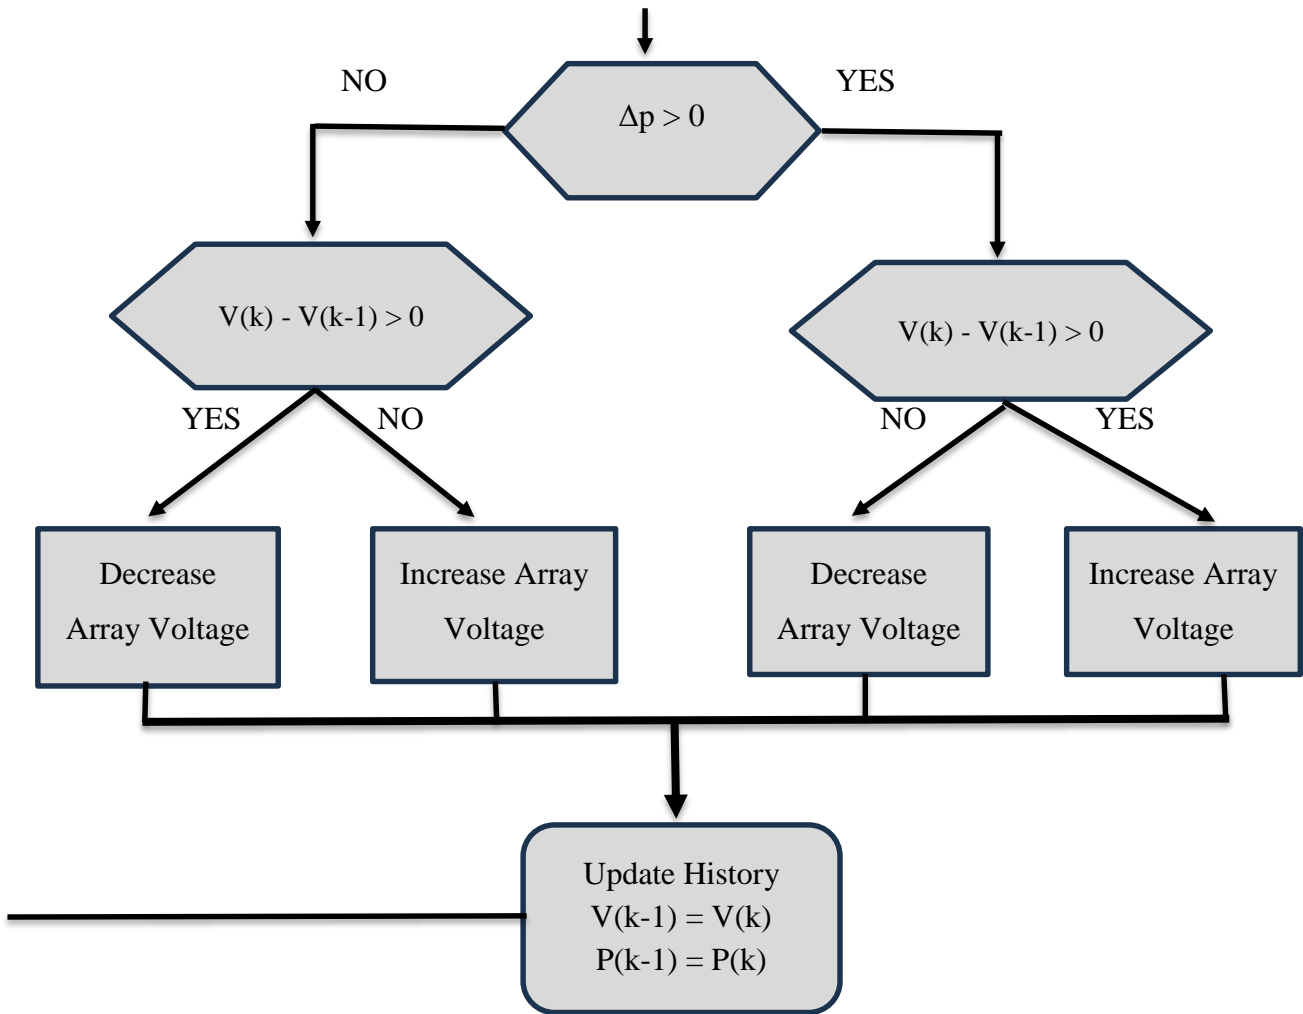 NO
YES
Δp > 0
V(k) - V(k-1) > 0
V(k) - V(k-1) > 0
YES
NO
NO
YES
Decrease
Array Voltage
Increase Array
Voltage
Decrease
Array Voltage
Increase Array
Voltage
Update History
V(k-1) = V(k)
P(k-1) = P(k)